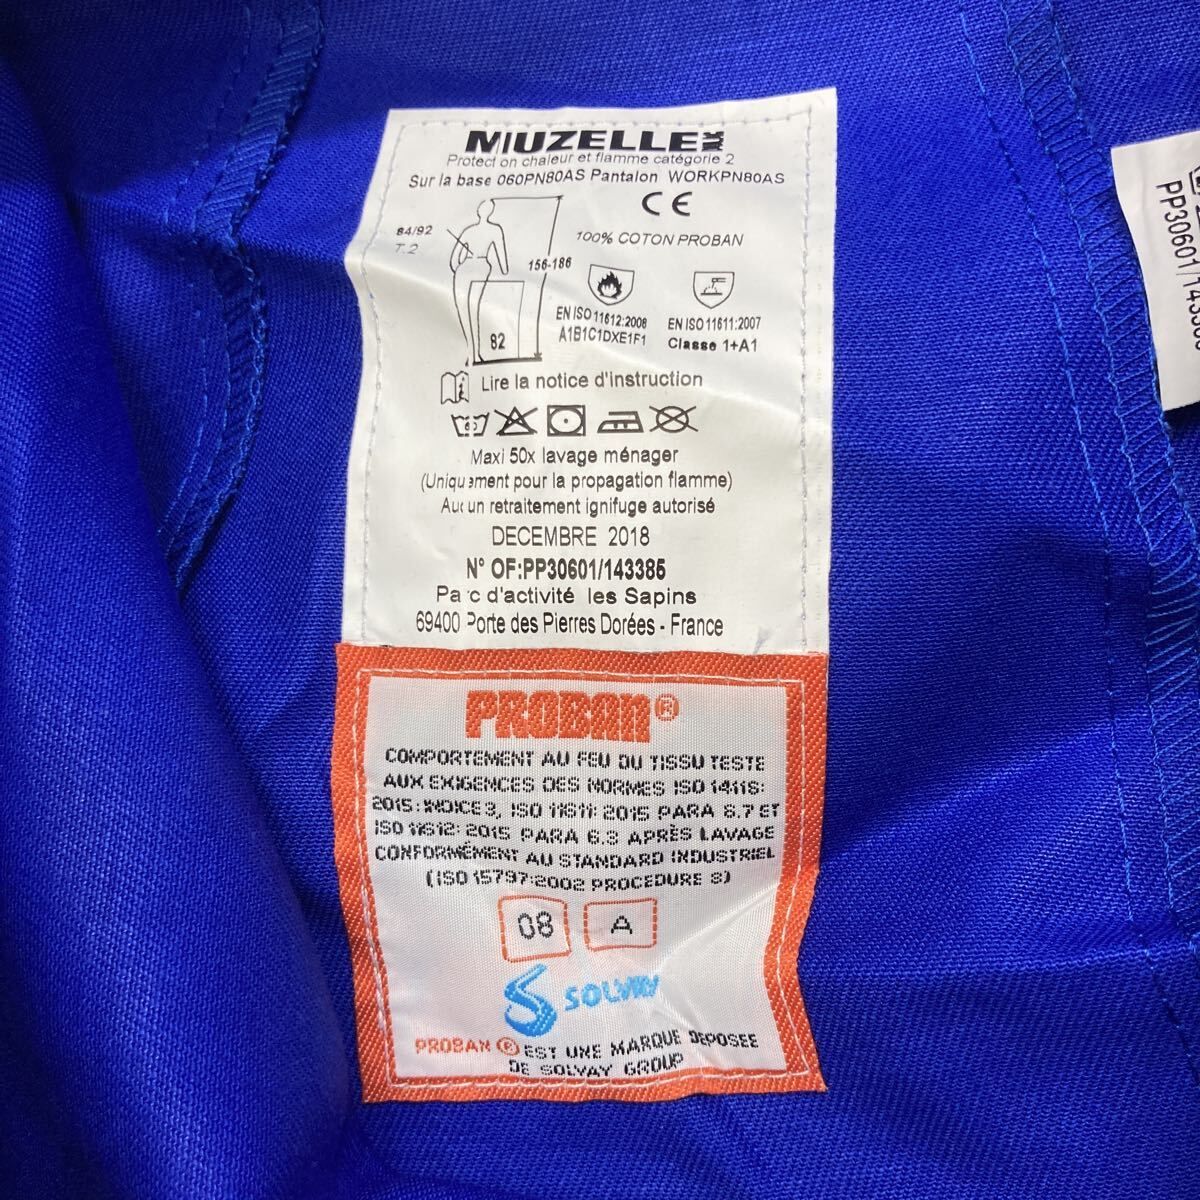 MUZELLE
Protection chaleur et flamme catégorie 2
Sur la base 060PN80AS Pantalon WORKPN80AS
CE
84/92
T.2
100% COTON PROBAN
156-186
82
EN ISO 11612:2008
A1B1C1DXE1F1
EN ISO 11611:2007
Classe 1+A1
Lire la notice d'instruction
60
Maxi 50x lavage ménager
(Uniquement pour la propagation flamme)
Aucun retraitement ignifuge autorisé
DECEMBRE 2018
N° OF:PP30601/143385
Parc d'activité les Sapins
69400 Porte des Pierres Dorées - France
PROBAN®
COMPORTEMENT AU FEU DU TISSU TESTE
AUX EXIGENCES DES NORMES ISO 14116:
2015: INDICE 3, ISO 11611: 2015 PARA 6.7 ET
ISO 11612: 2015 PARA 6.3 APRÈS LAVAGE
CONFORMÉMENT AU STANDARD INDUSTRIEL
(ISO 15797:2002 PROCEDURE 8)
08 A
SOLVAY
PROBAN ® EST UNE MARQUE DEPOSEE
DE SOLVAY GROUP
PP30601/1433